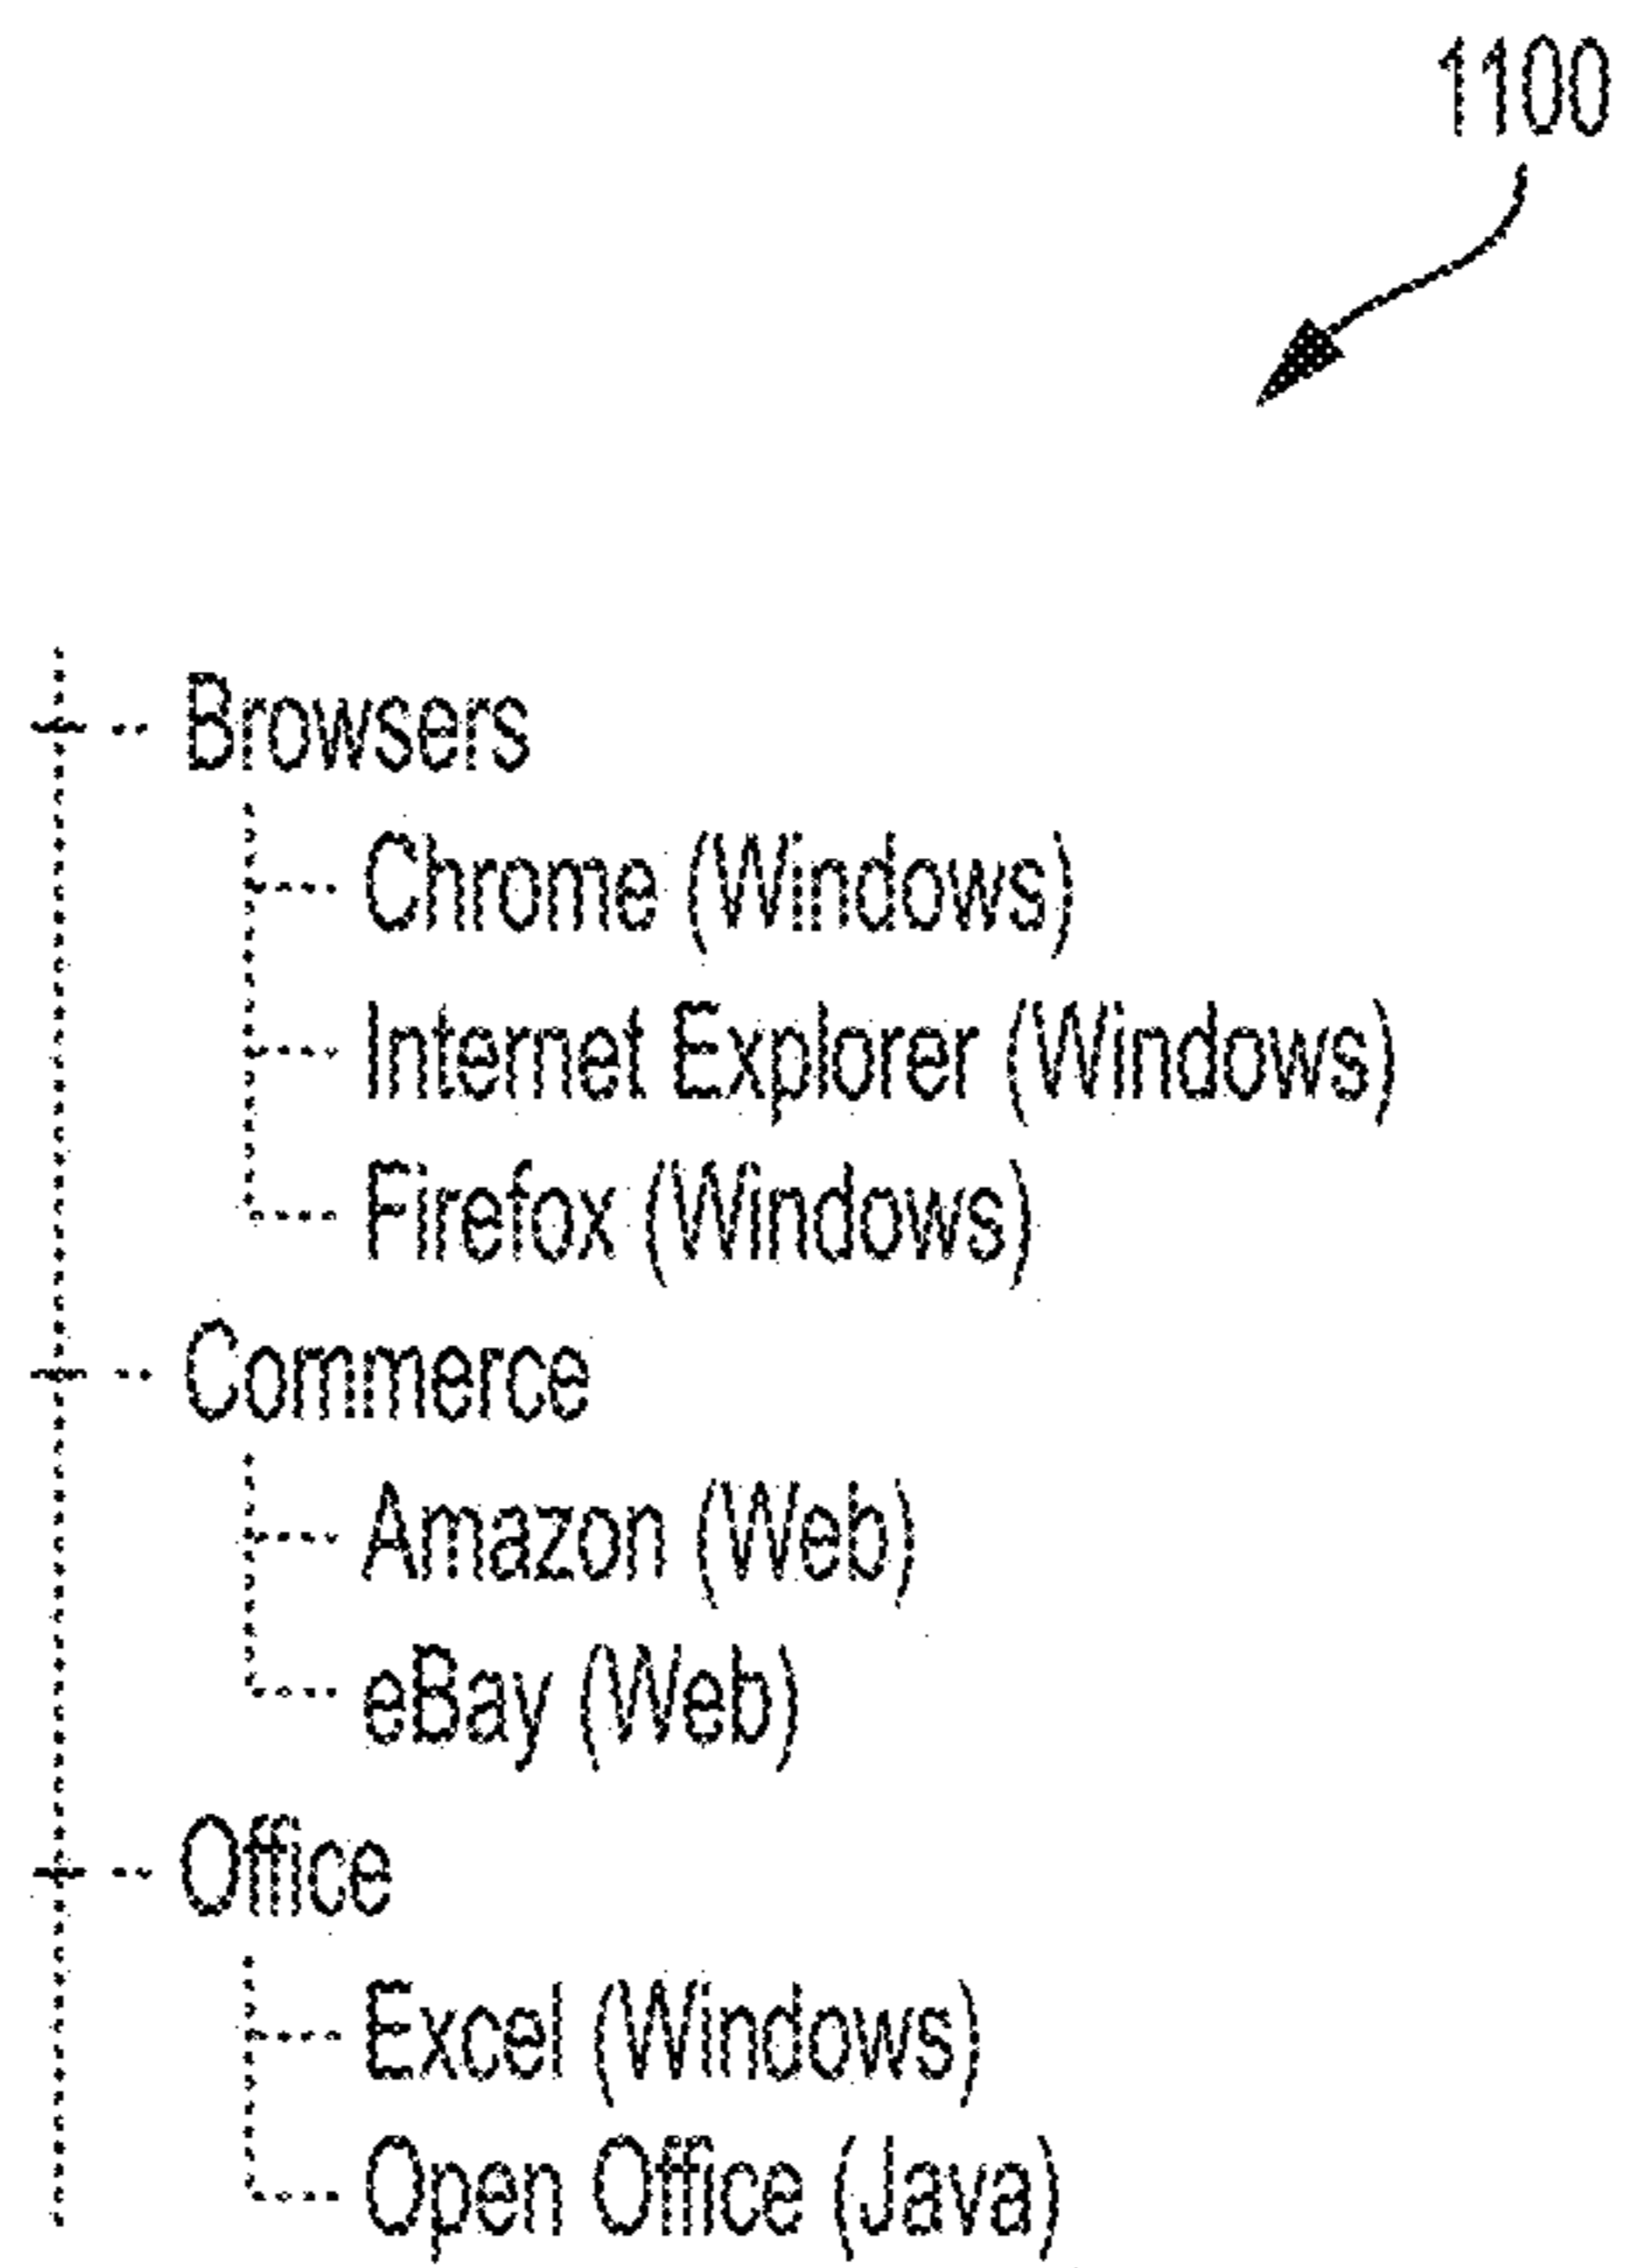 1100
Browsers
Chrome (Windows)
Internet Explorer (Windows)
Firefox (Windows)
Commerce
Amazon (Web)
eBay (Web)
Office
Excel (Windows)
Open Office (Java)